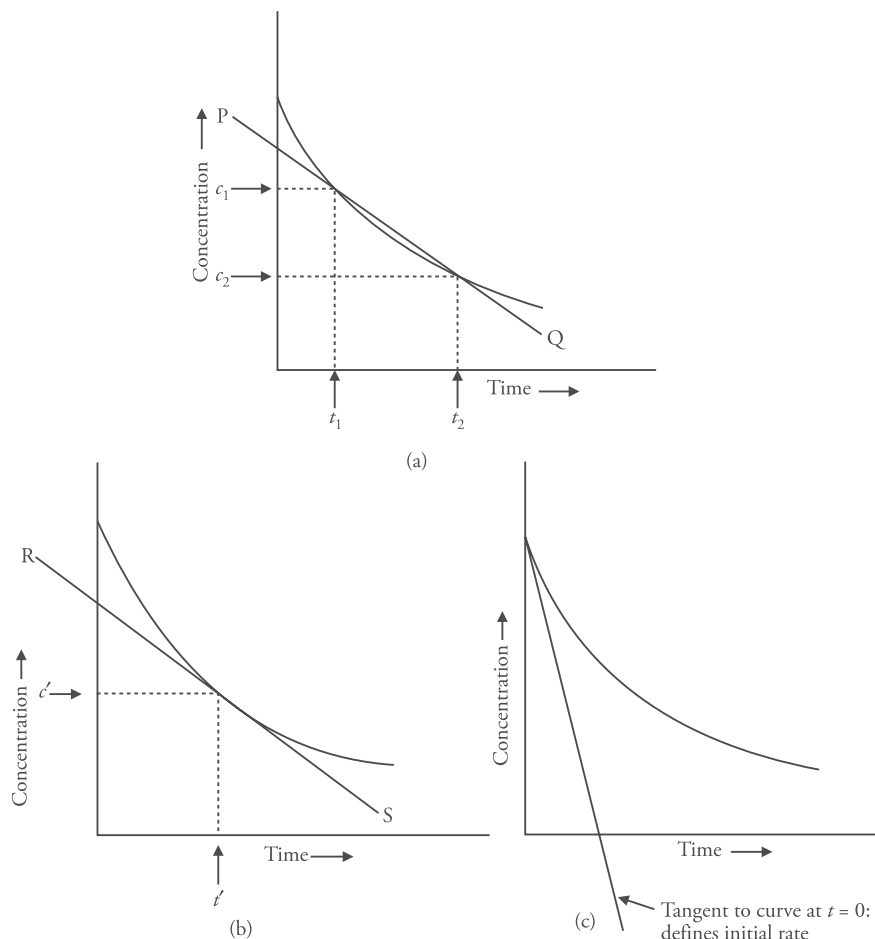 P
Concentration
c₁
c₂
Q
Time
t₁
t₂
(a)
R
Concentration
c′
S
Time
t′
(b)
Concentration
Time
Tangent to curve at t = 0:
defines initial rate
(c)